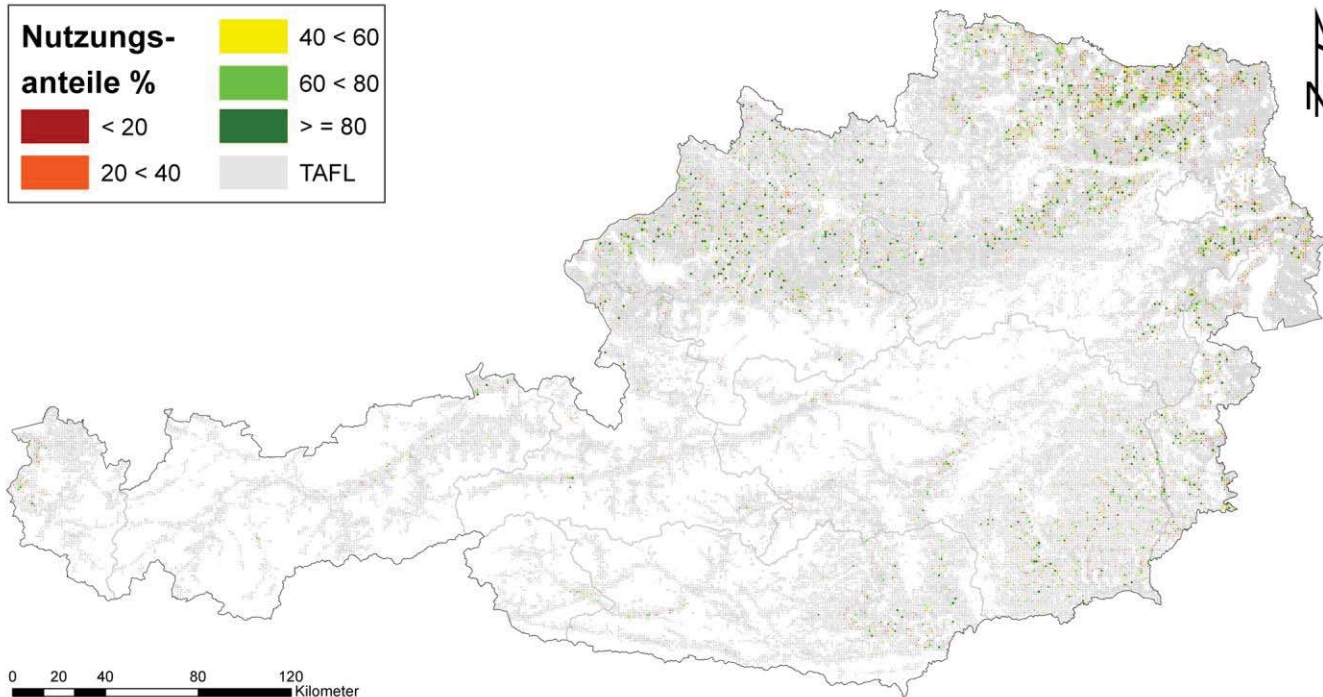 Nutzungs-
anteile %
< 20
20 < 40
40 < 60
60 < 80
> = 80
TAFL
N
0 20 40 80 120
Kilometer